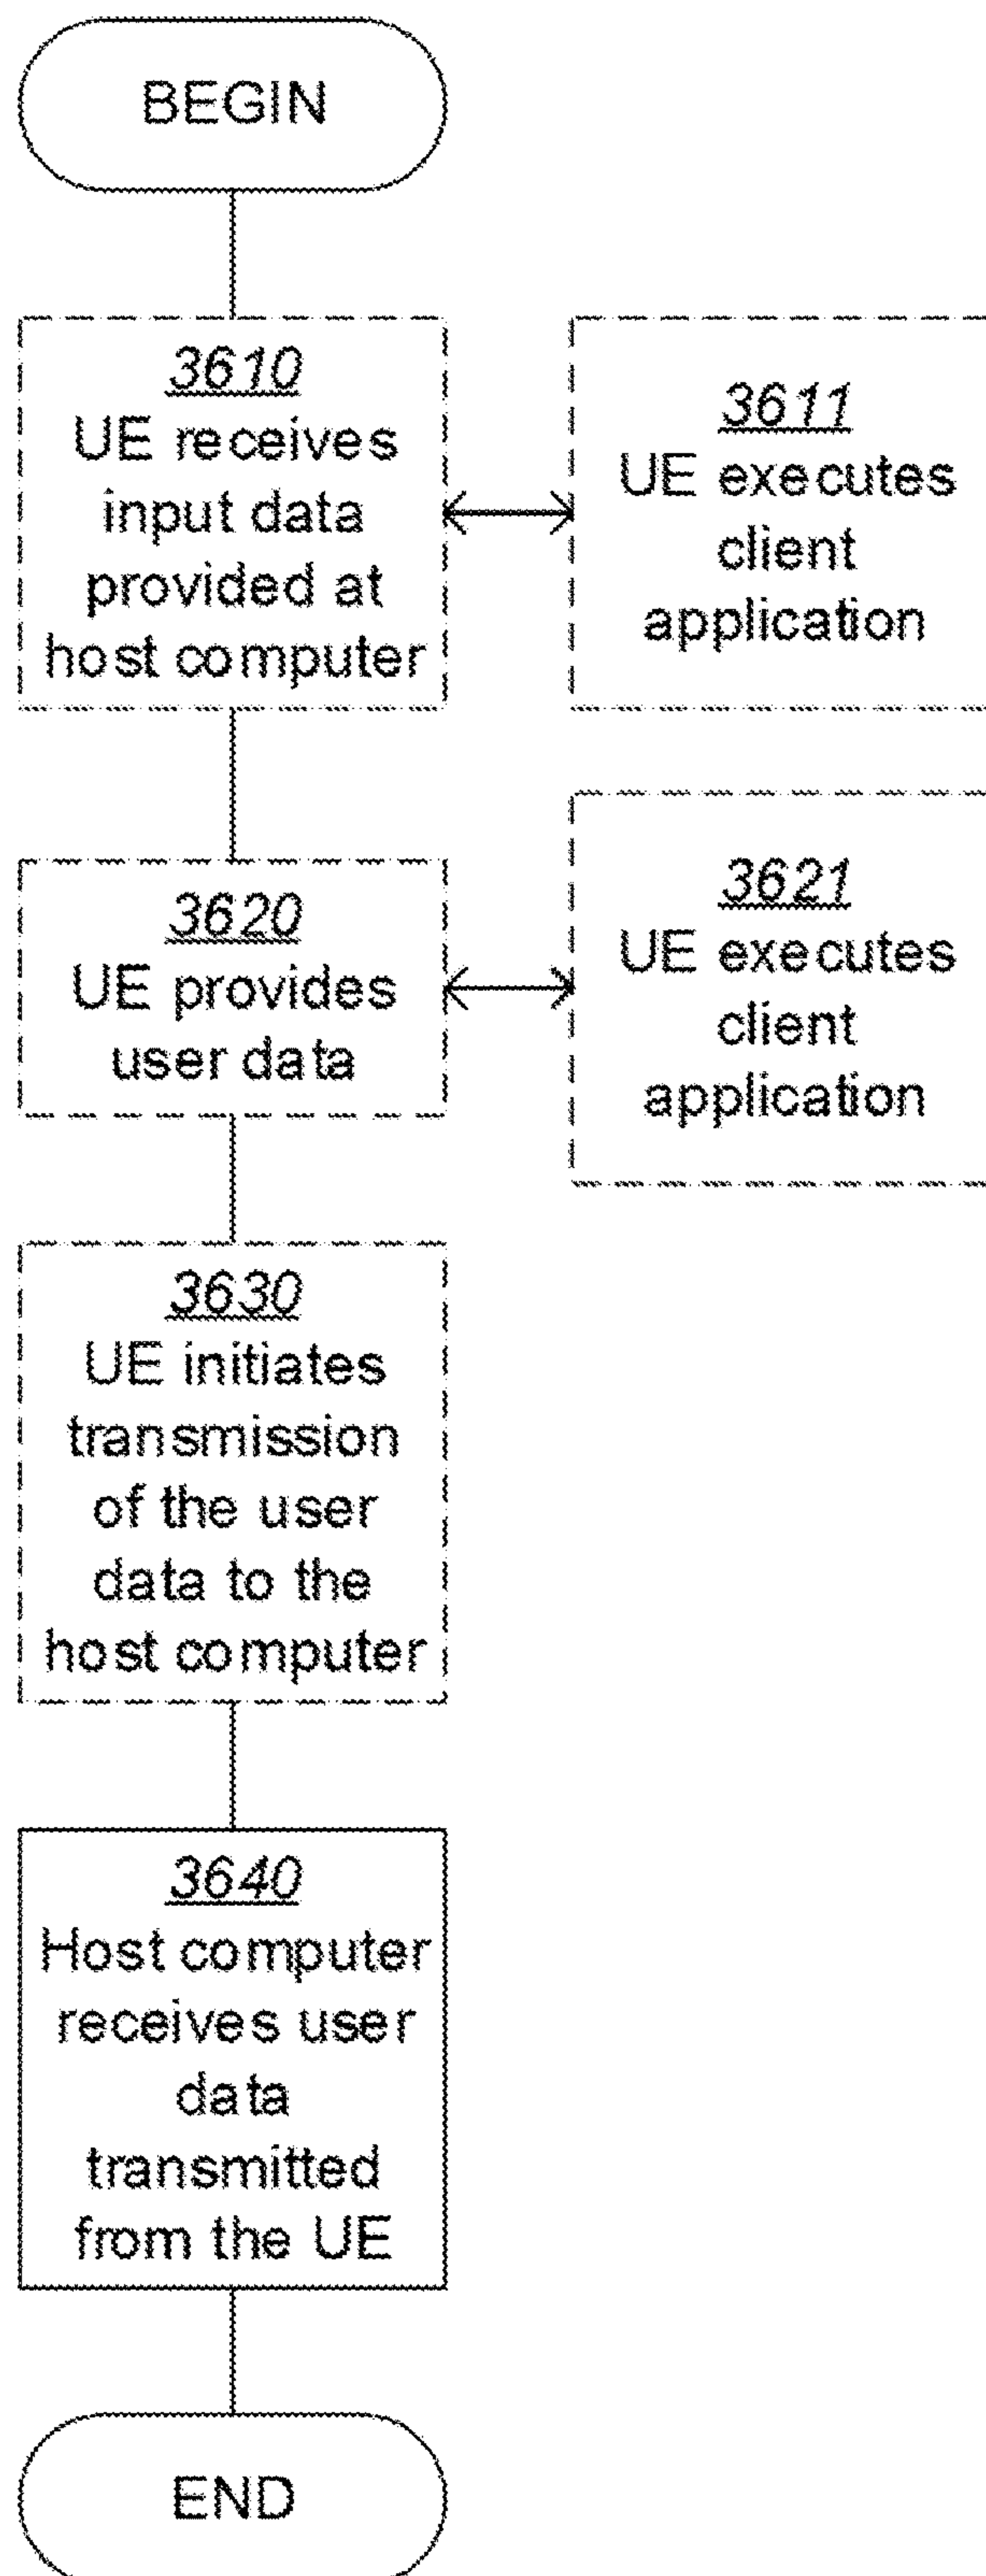 BEGIN
3610
UE receives
input data
provided at
host computer
3611
UE executes
client
application
3620
UE provides
user data
3621
UE executes
client
application
3630
UE initiates
transmission
of the user
data to the
host computer
3640
Host computer
receives user
data
transmitted
from the UE
END